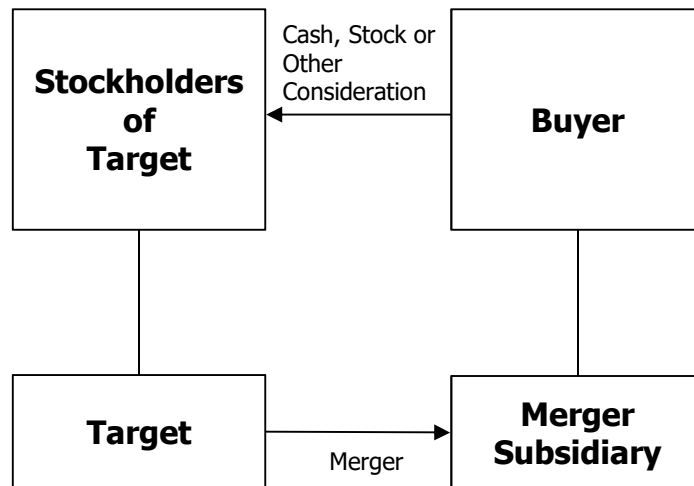 Stockholders
of
Target
Cash, Stock or
Other
Consideration
Buyer
Target
Merger
Merger
Subsidiary